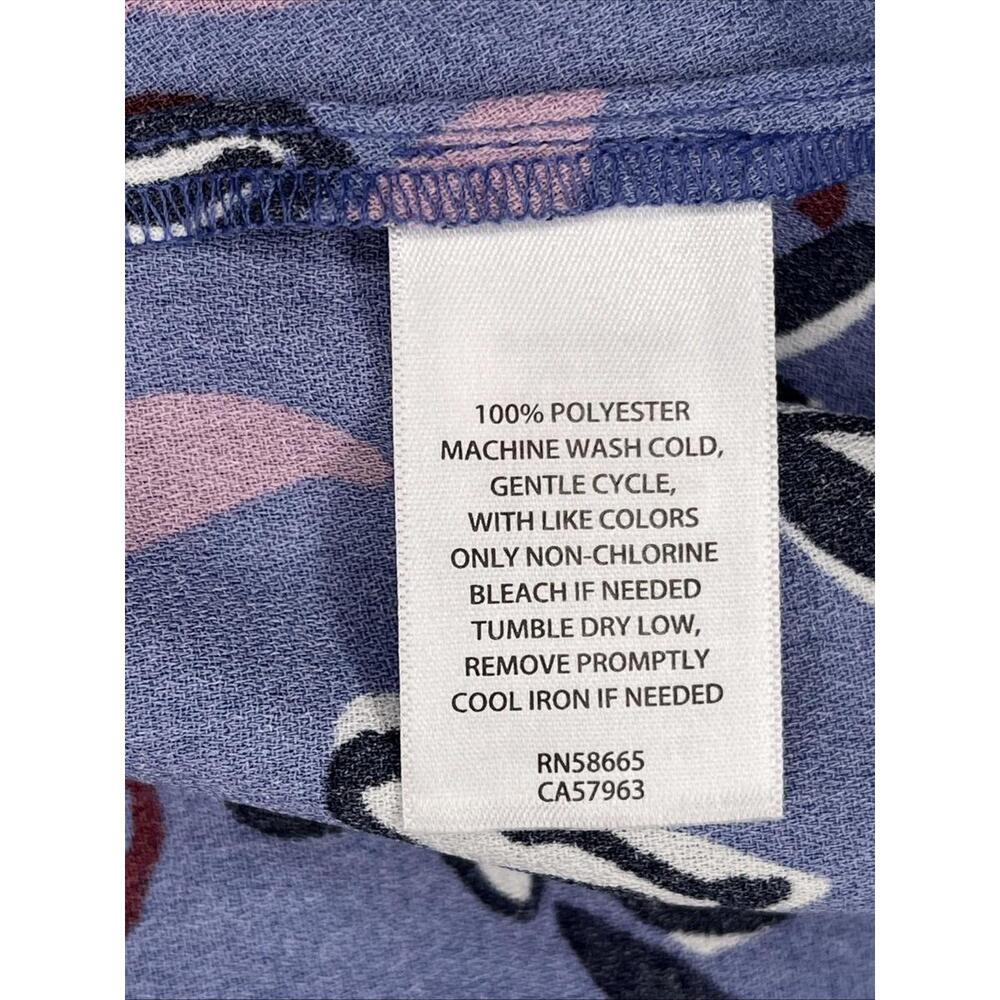 100% POLYESTER
MACHINE WASH COLD,
GENTLE CYCLE,
WITH LIKE COLORS
ONLY NON-CHLORINE
BLEACH IF NEEDED
TUMBLE DRY LOW,
REMOVE PROMPTLY
COOL IRON IF NEEDED
RN58665
CA57963